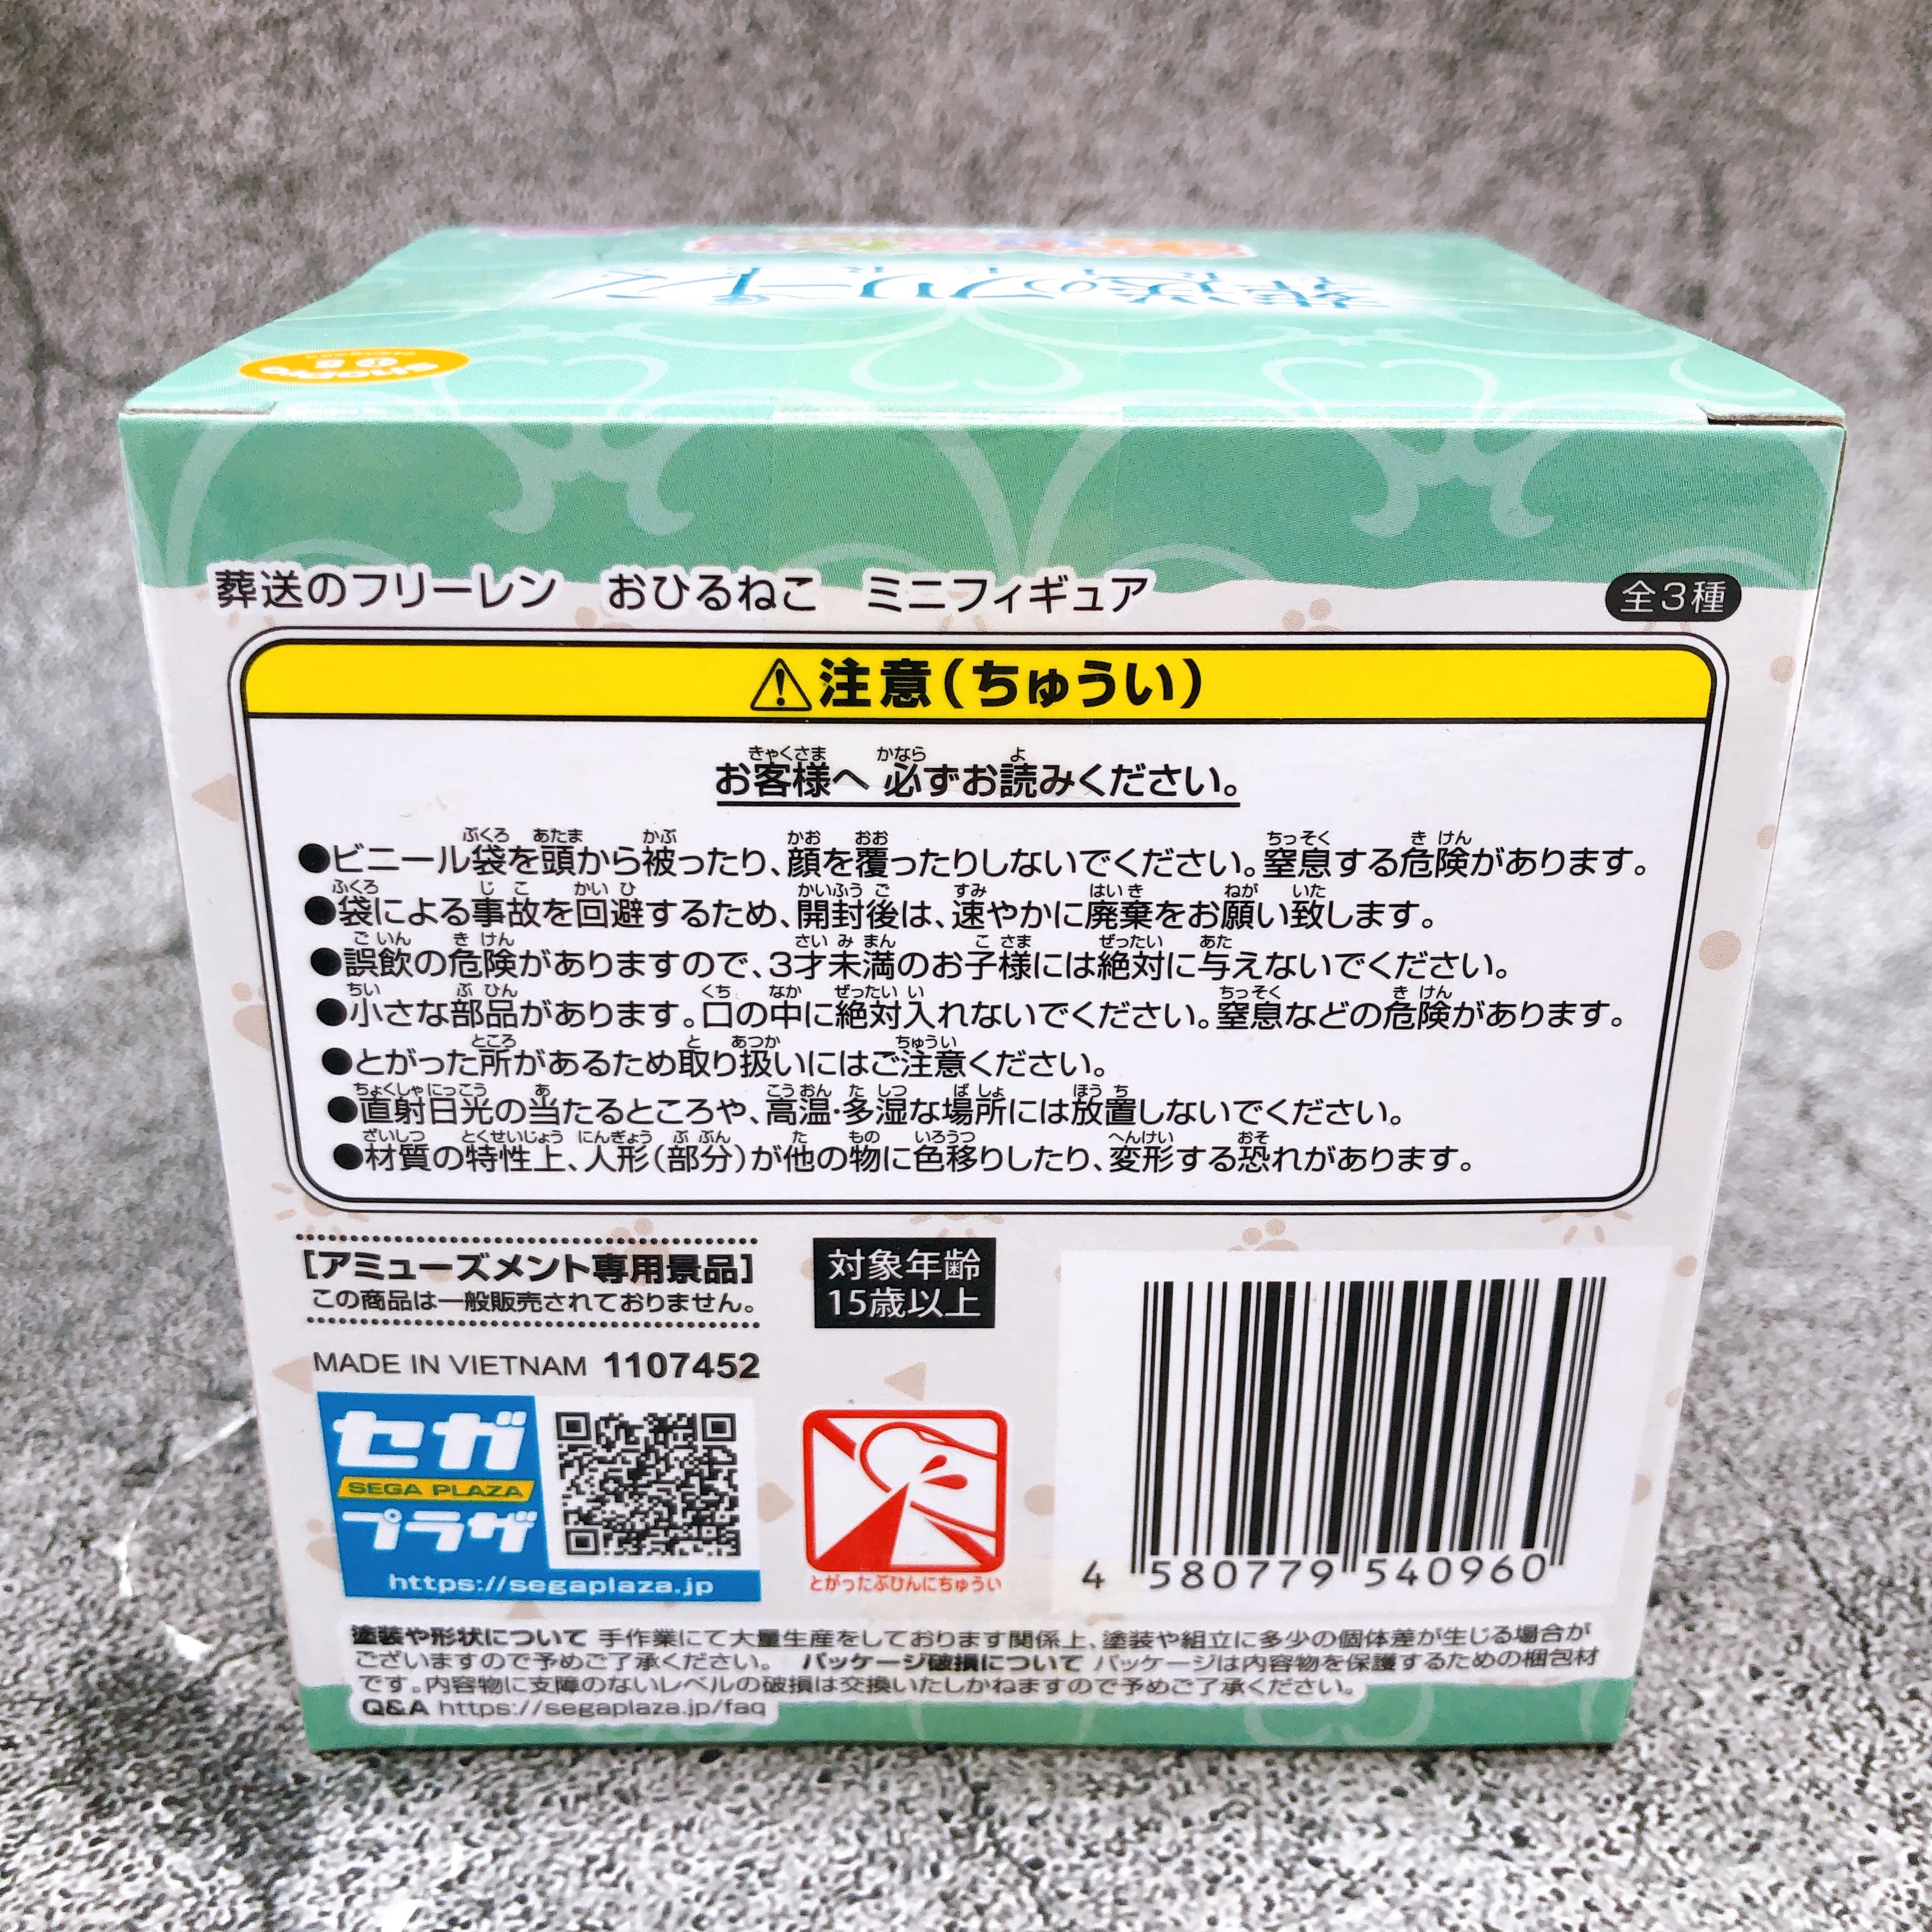 葬送のフリーレン
葬送のフリーレン　おひるねこ　ミニフィギュア
全3種
⚠注意(ちゅうい)
お客様へ 必ずお読みください。
●ビニール袋を頭から被ったり、顔を覆ったりしないでください。窒息する危険があります。
●袋による事故を回避するため、開封後は、速やかに廃棄をお願い致します。
●誤飲の危険がありますので、3才未満のお子様には絶対に与えないでください。
●小さな部品があります。口の中に絶対入れないでください。窒息などの危険があります。
●とがった所があるため取り扱いにはご注意ください。
●直射日光の当たるところや、高温・多湿な場所には放置しないでください。
●材質の特性上、人形(部分)が他の物に色移りしたり、変形する恐れがあります。
[アミューズメント専用景品]
この商品は一般販売されておりません。
対象年齢
15歳以上
MADE IN VIETNAM 1107452
セガ
SEGA PLAZA
プラザ
https://segaplaza.jp
とがったぶひんにちゅうい
4 580779 540960
塗装や形状について 手作業にて大量生産をしております関係上、塗装や組立に多少の個体差が生じる場合が
ございますので予めご了承ください。 パッケージ破損について パッケージは内容物を保護するための梱包材
です。内容物に支障のないレベルの破損は交換いたしかねますので予めご了承ください。
Q&A https://segaplaza.jp/faq